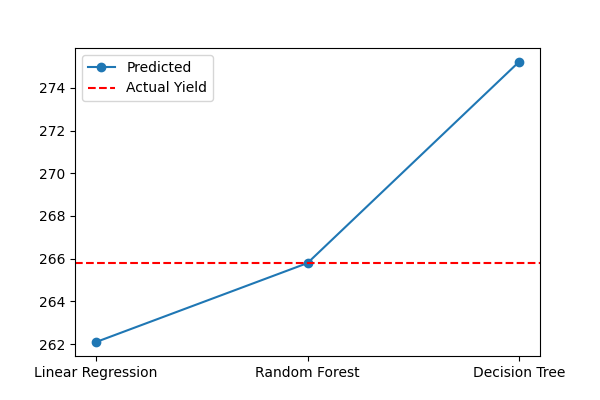 Predicted
Actual Yield
274
272
270
268
266
264
262
Linear Regression
Random Forest
Decision Tree